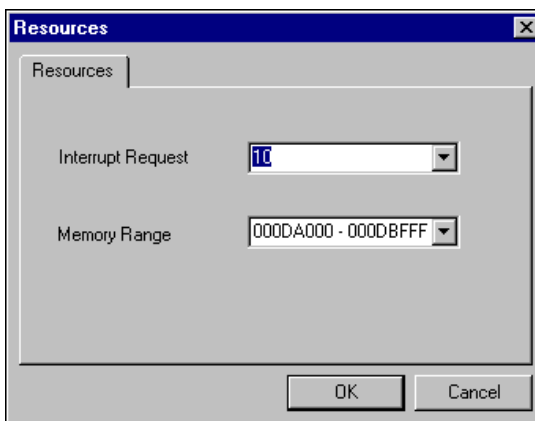 Resources
Resources
Interrupt Request 10
Memory Range 000DA000 - 000DBFFF
OK Cancel